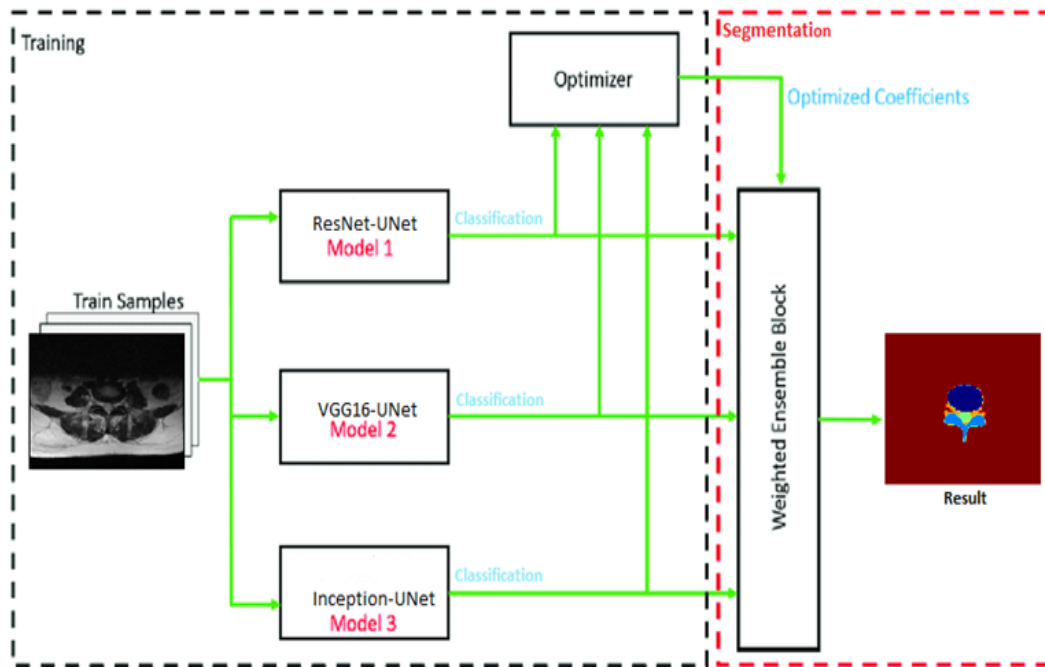 Training
Segmentation
Optimizer
Optimized Coefficients
ResNet-UNet
Model 1
Classification
Train Samples
VGG16-UNet
Model 2
Classification
Weighted Ensemble Block
Result
Inception-UNet
Model 3
Classification